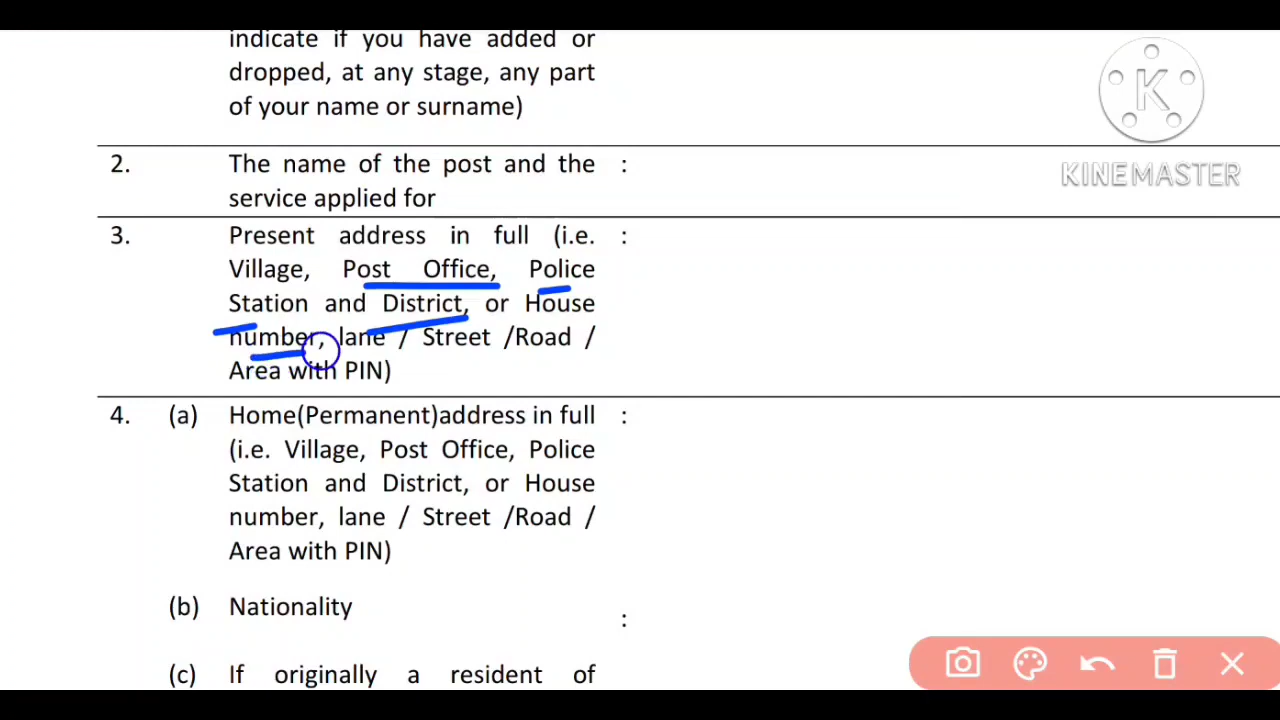 indicate if you have added or
dropped, at any stage, any part
of your name or surname)
K
KINEMASTER
2. The name of the post and the :
service applied for
3. Present address in full (i.e. :
Village, Post Office, Police
Station and District, or House
number, lane / Street /Road /
Area with PIN)
4. (a) Home(Permanent)address in full :
(i.e. Village, Post Office, Police
Station and District, or House
number, lane / Street /Road /
Area with PIN)
(b) Nationality :
(c) If originally a resident of